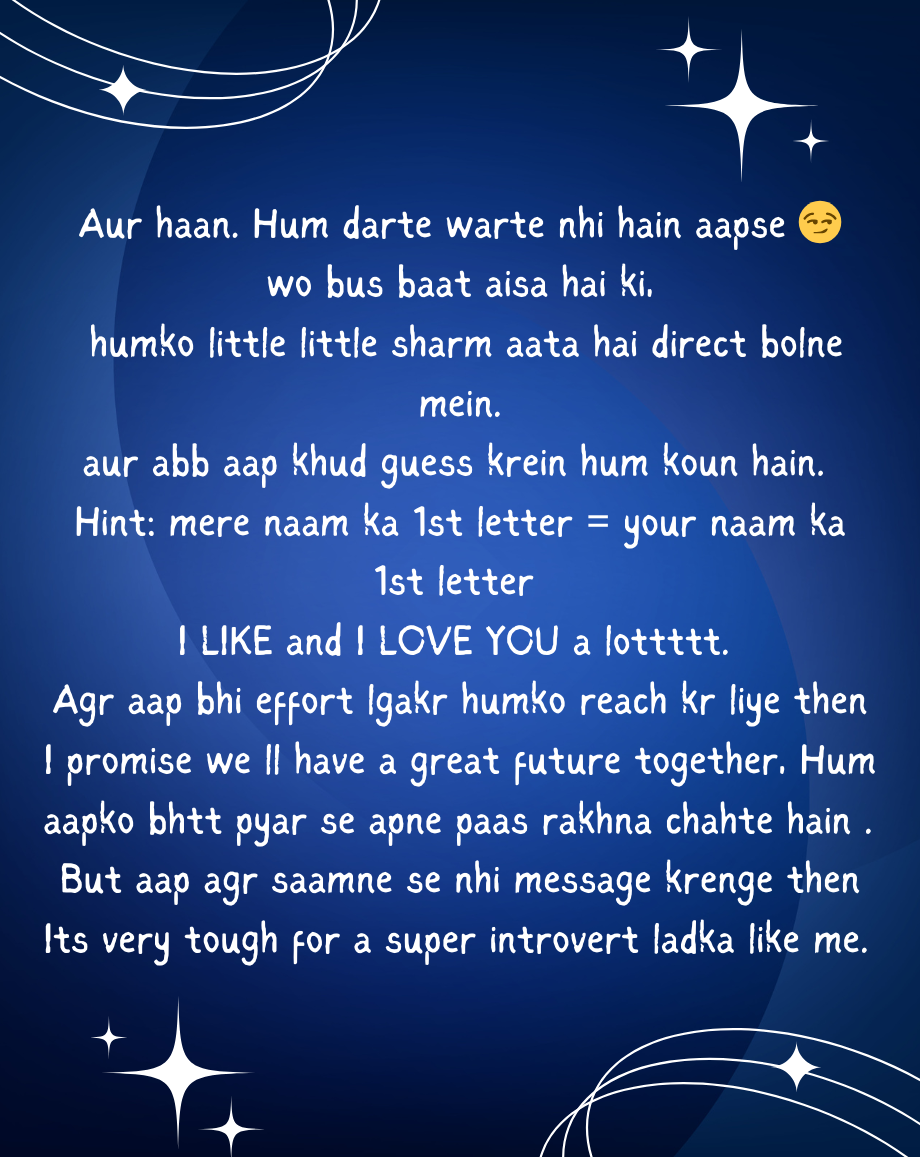 Aur haan. Hum darte warte nhi hain aapse 😏
wo bus baat aisa hai ki,
humko little little sharm aata hai direct bolne
mein.
aur abb aap khud guess krein hum koun hain.
Hint: mere naam ka 1st letter = your naam ka
1st letter
I LIKE and I LOVE YOU a lottttt.
Agr aap bhi effort lgakr humko reach kr liye then
I promise we ll have a great future together. Hum
aapko bhtt pyar se apne paas rakhna chahte hain .
But aap agr saamne se nhi message krenge then
Its very tough for a super introvert ladka like me.